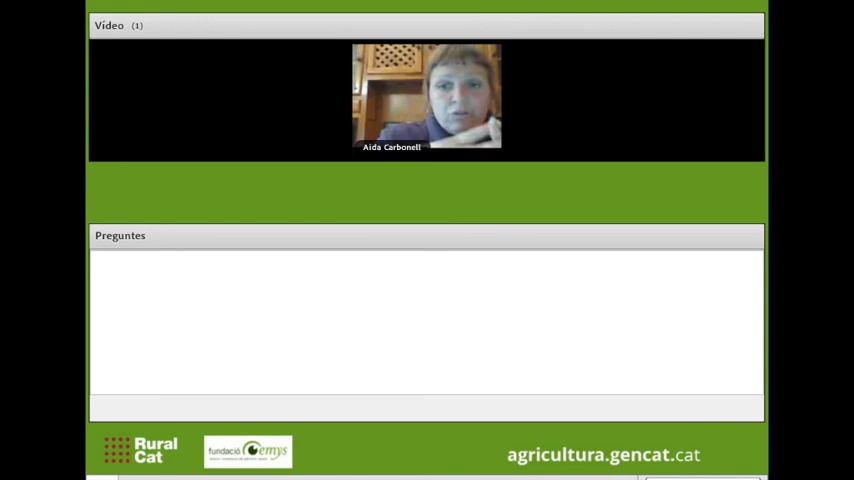 Vídeo (1)
Aida Carbonell
Preguntes
Rural
Cat
fundació emys
agricultura.gencat.cat